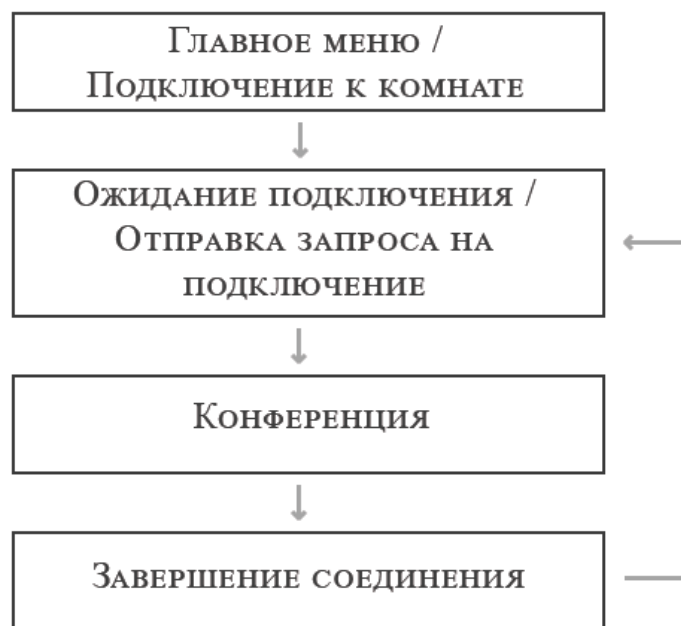 Главное меню /
Подключение к комнате
Ожидание подключения /
Отправка запроса на
подключение
Конференция
Завершение соединения